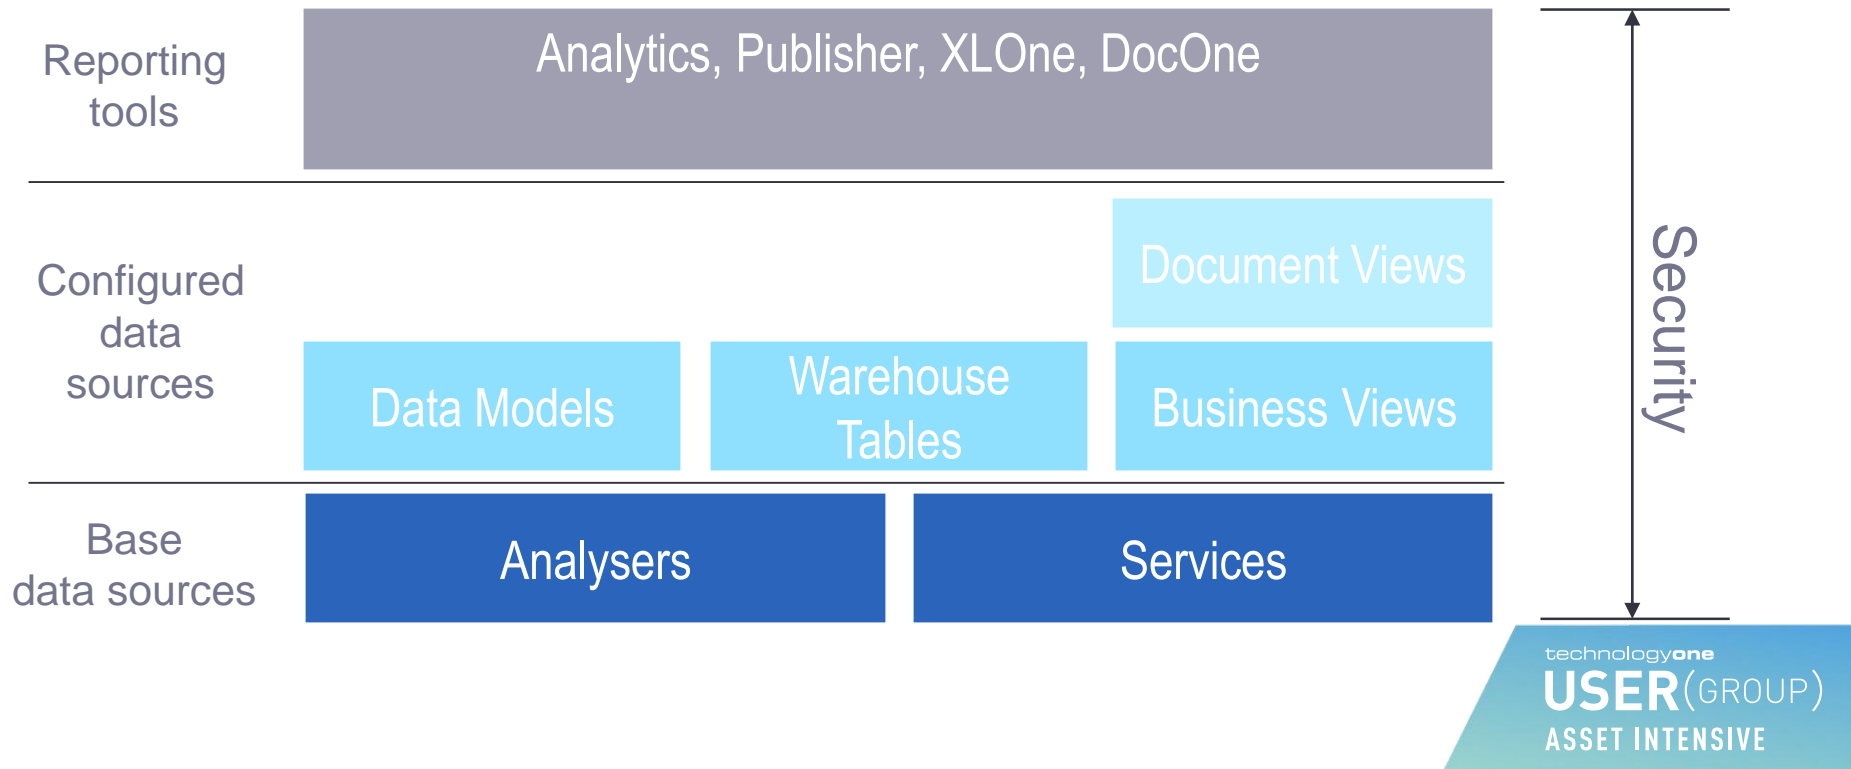 Reporting
tools
Analytics, Publisher, XLOne, DocOne
Configured
data
sources
Document Views
Data Models
Warehouse
Tables
Business Views
Base
data sources
Analysers
Services
Security
technologyone
USER(GROUP)
ASSET INTENSIVE